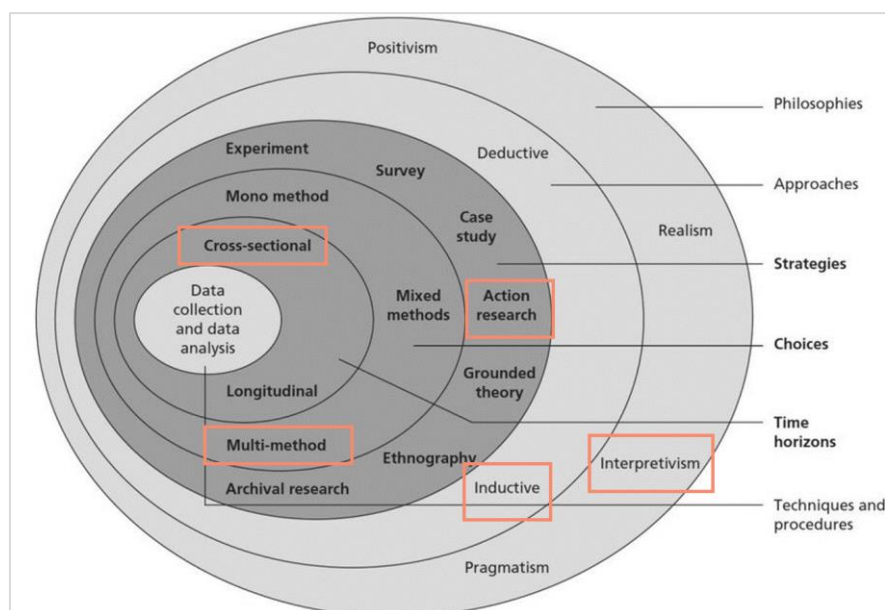 Positivism
Philosophies
Experiment
Deductive
Survey
Approaches
Mono method
Case
study
Realism
Cross-sectional
Strategies
Data
collection
and data
analysis
Mixed
methods
Action
research
Choices
Grounded
theory
Longitudinal
Time
horizons
Multi-method
Ethnography
Interpretivism
Archival research
Inductive
Techniques and
procedures
Pragmatism